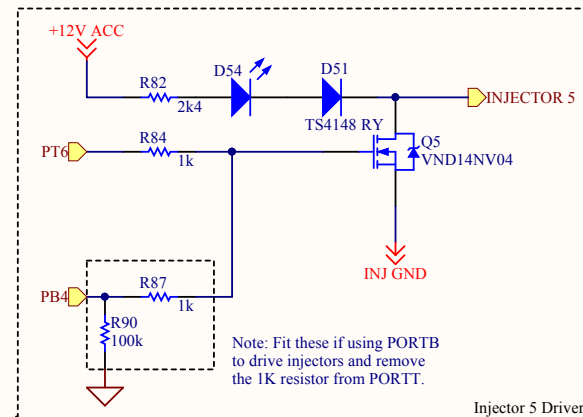 +12V ACC
D54
D51
R82
2k4
INJECTOR 5
TS4148 RY
Q5
VND14NV04
PT6
R84
1k
INJ GND
PB4
R87
1k
R90
100k
Note: Fit these if using PORTB
to drive injectors and remove
the 1K resistor from PORTT.
Injector 5 Driver